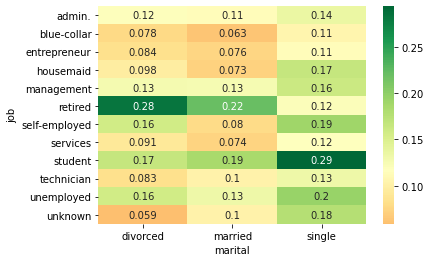 admin. 0.12 0.11 0.14
blue-collar 0.078 0.063 0.11
entrepreneur 0.084 0.076 0.11
housemaid 0.098 0.073 0.17
management 0.13 0.13 0.16
retired 0.28 0.22 0.12
self-employed 0.16 0.08 0.19
services 0.091 0.074 0.12
student 0.17 0.19 0.29
technician 0.083 0.1 0.13
unemployed 0.16 0.13 0.2
unknown 0.059 0.1 0.18
divorced married single
marital
job
0.25
0.20
0.15
0.10